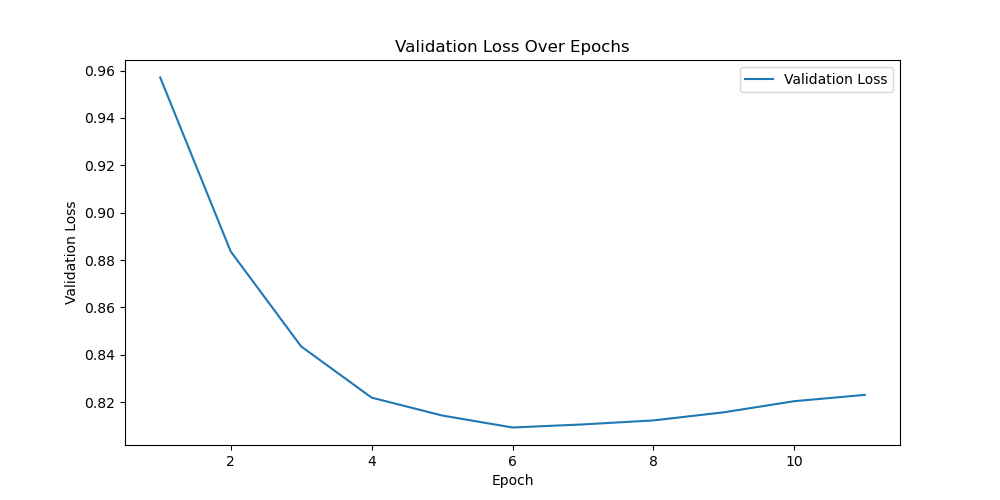 Validation Loss Over Epochs
Validation Loss
0.96
0.94
0.92
0.90
0.88
0.86
0.84
0.82
Validation Loss
2 4 6 8 10
Epoch